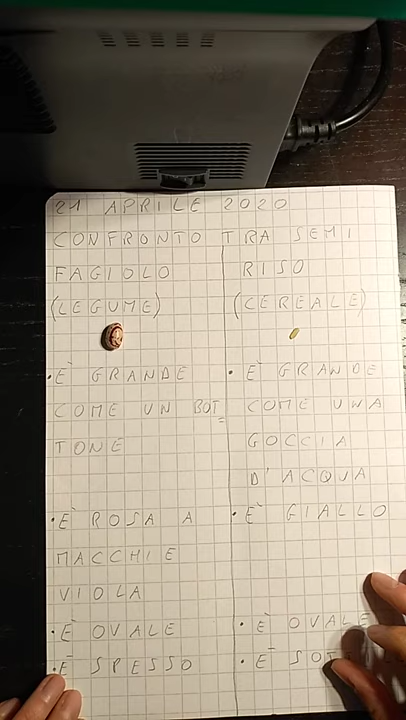 21 APRILE 2020
CONFRONTO TRA SEMI
FAGIOLO
(LEGUME)
• È GRANDE
COME UN BOT
TONE
• È ROSA A
MACCHIE
VIOLA
• È OVALE
• È SPESSO
RISO
(CEREALE)
• È GRANDE
COME UNA
GOCCIA
D'ACQUA
• È GIALLO
• È OVALE
• È